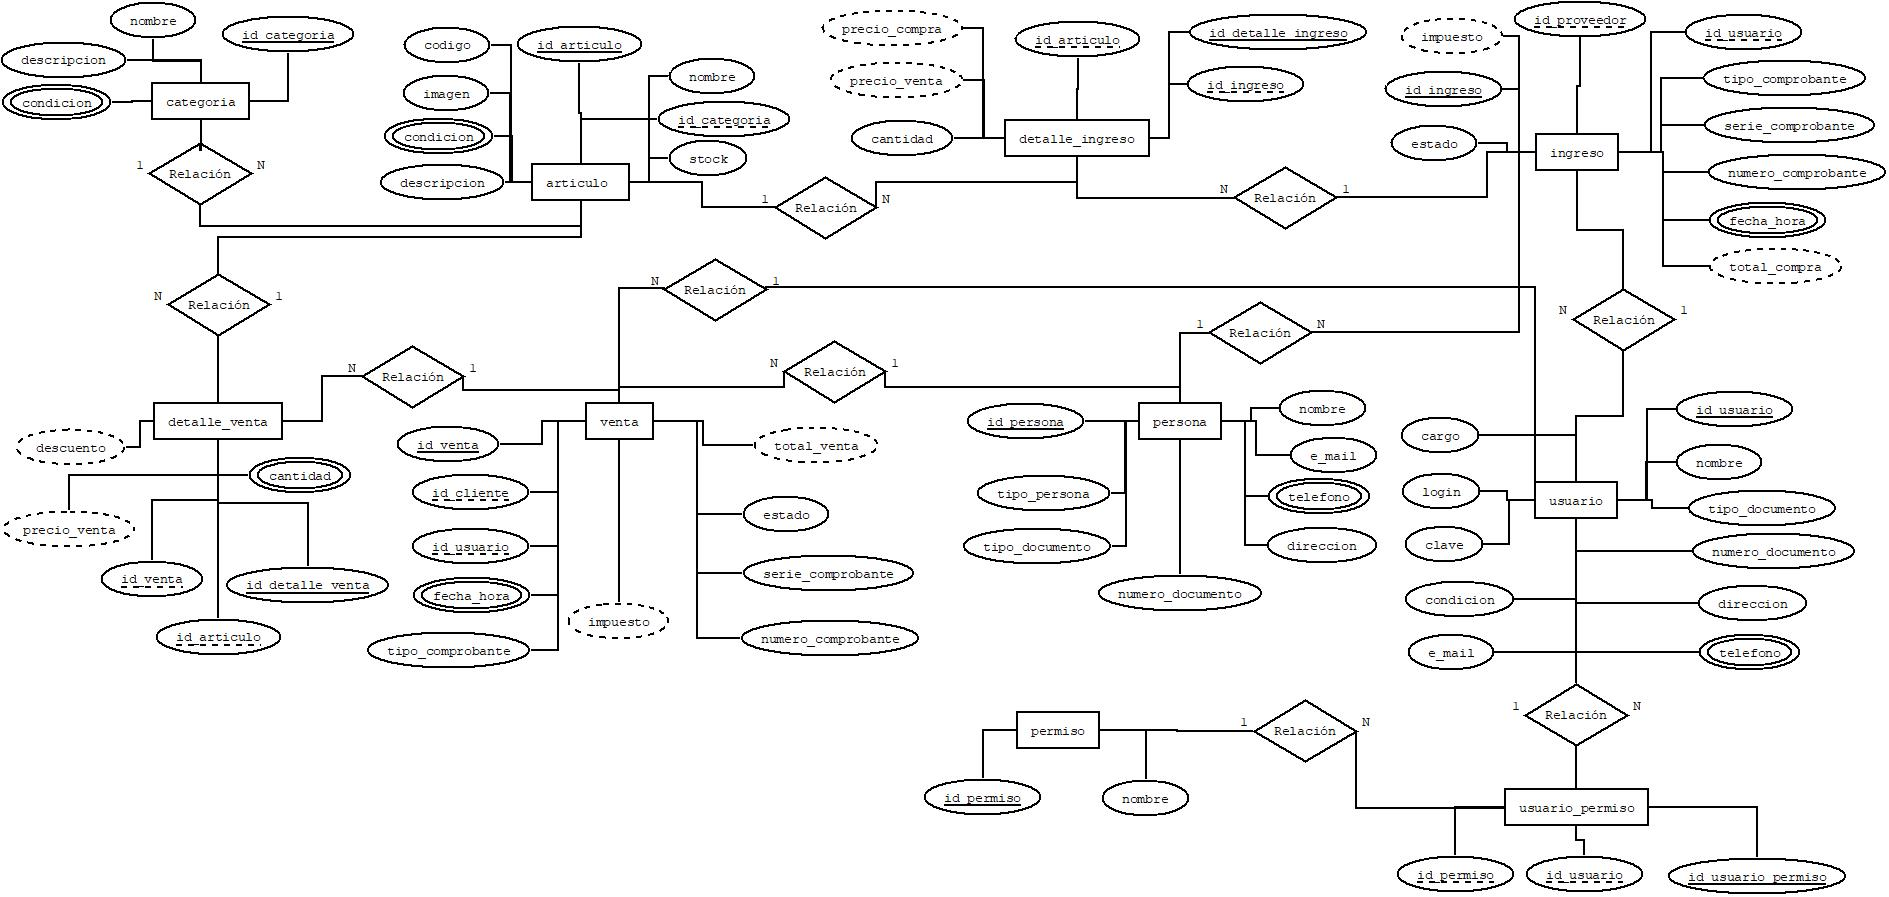 nombre
id_categoria
descripcion
condicion
categoria
1
Relación
N
codigo
id_articulo
imagen
nombre
condicion
id_categoria
descripcion
articulo
stock
precio_compra
id_articulo
id_detalle_ingreso
precio_venta
id_ingreso
cantidad
detalle_ingreso
1
Relación
N
N
Relación
1
impuesto
id_proveedor
id_usuario
id_ingreso
tipo_comprobante
estado
serie_comprobante
ingreso
numero_comprobante
fecha_hora
total_compra
N
Relación
1
N
Relación
1
1
Relación
N
N
Relación
1
N
Relación
1
N
Relación
1
detalle_venta
descuento
cantidad
precio_venta
id_venta
id_detalle_venta
id_articulo
venta
id_venta
total_venta
id_cliente
estado
id_usuario
serie_comprobante
fecha_hora
impuesto
numero_comprobante
tipo_comprobante
id_persona
persona
nombre
e_mail
tipo_persona
telefono
tipo_documento
direccion
numero_documento
cargo
id_usuario
nombre
login
usuario
tipo_documento
clave
numero_documento
condicion
direccion
e_mail
telefono
1
Relación
N
permiso
1
Relación
N
id_permiso
nombre
usuario_permiso
id_permiso
id_usuario
id_usuario_permiso